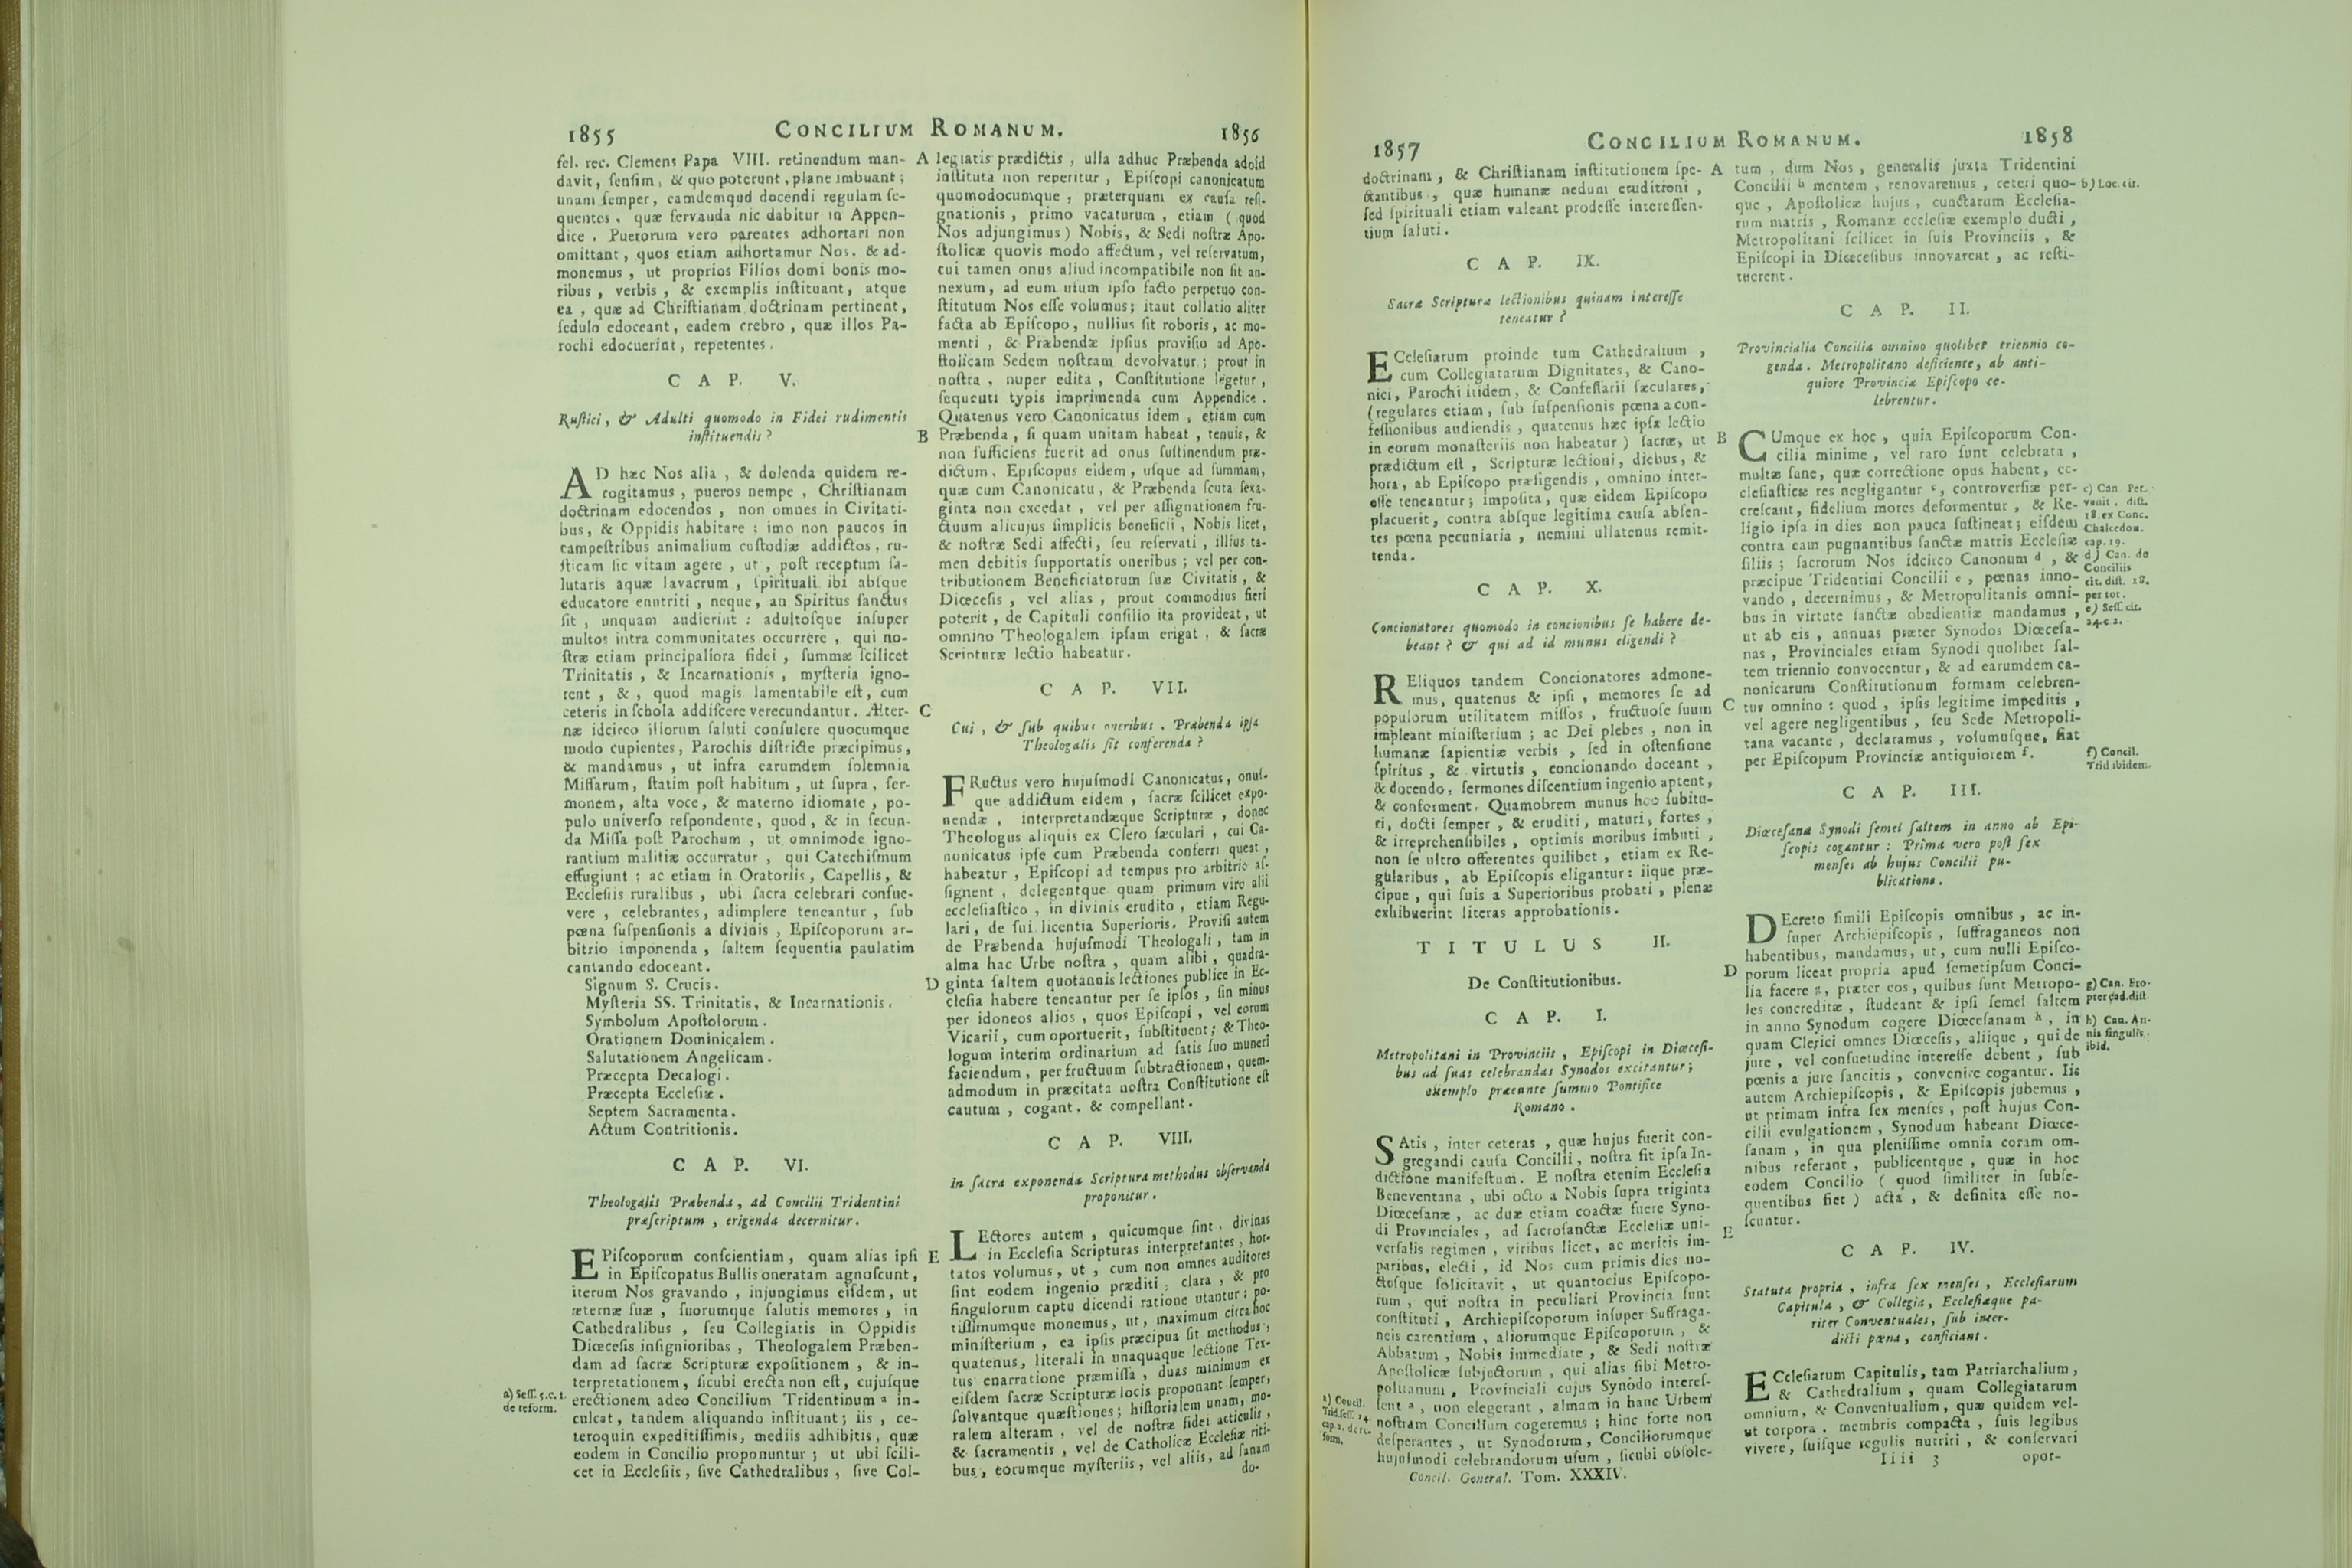 1855
CONCILIUM ROMANUM.
1856
fel. rec. Clemens Papa VIII. retinendum man-
davit, ſenſim, & quo poterunt, plane imbuant;
unam ſemper, eamdemqud docendi regulam ſe-
quentes, quæ ſervauda nic dabitur in Appen-
dice. Puerorum vero parentes adhortari non
omittant, quos etiam adhortamur Nos, & ad-
monemus, ut proprios Filios domi bonis mo-
ribus, verbis, & exemplis inſtituant, atque
ea, quæ ad Chriſtianam doctrinam pertinent,
ſedulo edoceant, eadem crebro, quæ illos Pa-
rochi edocuerint, repetentes.
CAP. V.
Ruſtici, & Adulti quomodo in Fidei rudimentis
inſtituendis?
AD hæc Nos alia, & dolenda quidem re-
cogitamus, pueros nempe, Chriſtianam
doctrinam edocendos, non omnes in Civitati-
bus, & Oppidis habitare: imo non paucos in
campeſtribus animalium cuſtodiæ addictos, ru-
ſticam ſic vitam agere, ut, poſt receptum ſa-
lutaris aquæ lavacrum, ſpirituali ibi abſque
educatore enutriti, neque, an Spiritus ſanctus
ſit, unquam audierint: adultoſque inſuper
multos intra communitates occurrere, qui no-
ſtræ etiam principaliora fidei, ſummæ ſcilicet
Trinitatis, & Incarnationis, myſteria igno-
rent, &, quod magis lamentabile eſt, cum
ceteris in ſchola addiſcere verecundantur. Æter-
næ idcirco illorum ſaluti conſulere quocumque
modo cupientes, Parochis diſtricte præcipimus,
& mandamus, ut infra earumdem ſolemnia
Miſſarum, ſtatim poſt habitum, ut ſupra, ſer-
monem, alta voce, & materno idiomate, po-
pulo univerſo reſpondente, quod, & in ſecun-
da Miſſa poſt Parochum, ut omnimode igno-
rantium malitiæ occurratur, qui Catechiſmum
effugiunt: ac etiam in Oratoriis, Capellis, &
Eccleſiis ruralibus, ubi ſacra celebrari conſue-
vere, celebrantes, adimplere teneantur, ſub
pœna ſuſpenſionis a divinis, Epiſcoporum ar-
bitrio imponenda, ſaltem ſequentia paulatim
cantando edoceant.
Signum S. Crucis.
Myſteria SS. Trinitatis, & Incarnationis.
Symbolum Apoſtolorum.
Orationem Dominicalem.
Salutationem Angelicam.
Præcepta Decalogi.
Præcepta Eccleſiæ.
Septem Sacramenta.
Actum Contritionis.
CAP. VI.
Theologalis Præbenda, ad Concilii Tridentini
præſcriptum, erigenda decernitur.
EPiſcoporum conſcientiam, quam alias ipſi
in Epiſcopatus Bullis oneratam agnoſcunt,
iterum Nos gravando, injungimus eiſdem, ut
æternæ ſuæ, ſuorumque ſalutis memores, in
Cathedralibus, ſeu Collegiatis in Oppidis
Diœceſis inſignioribus, Theologalem Præben-
dam ad ſacræ Scripturæ expoſitionem, & in-
terpretationem, ſicubi erecta non eſt, cujuſque
erectionem adeo Concilium Tridentinum a in-
culcat, tandem aliquando inſtituant; iis, ce-
teroquin expeditiſſimis, mediis adhibitis, quæ
eodem in Concilio proponuntur; ut ubi ſcili-
cet in Eccleſiis, ſive Cathedralibus, ſive Col-
a) Seſſ. 5. c. 1.
de reform.
A
B
C
D
E
legiatis prædictis, ulla adhuc Præbenda adoid
inſtituta non reperitur, Epiſcopi canonicatum
quomodocumque, præterquam ex cauſa reſi-
gnationis, primo vacaturum, etiam (quod
Nos adjungimus) Nobis, & Sedi noſtræ Apo-
ſtolicæ quovis modo affectum, vel reſervatum,
cui tamen onus aliud incompatibile non ſit an-
nexum, ad eum uſum ipſo facto perpetuo con-
ſtitutum Nos eſſe volumus; itaut collatio aliter
facta ab Epiſcopo, nullius ſit roboris, ac mo-
menti, & Præbendæ ipſius proviſio ad Apo-
ſtolicam Sedem noſtram devolvatur; prout in
noſtra, nuper edita, Conſtitutione legetur,
ſequeuti typis imprimenda cum Appendice.
Quatenus vero Canonicatus idem, etiam cum
Præbenda, ſi quam unitam habeat, tenuis, &
non ſufficiens fuerit ad onus ſuſtinendum præ-
dictum, Epiſcopus eidem, uſque ad ſummam,
quæ cum Canonicatu, & Præbenda ſcuta ſexa-
ginta non excedat, vel per aſſignationem fru-
ctuum alicujus ſimplicis beneficii, Nobis licet,
& noſtræ Sedi affecti, ſeu reſervati, illius ta-
men debitis ſupportatis oneribus; vel per con-
tributionem Beneficiatorum ſuæ Civitatis, &
Diœceſis, vel alias, prout commodius fieri
poterit, de Capituli conſilio ita provideat, ut
omnino Theologalem ipſam erigat, & ſacræ
Scripturæ lectio habeatur.
CAP. VII.
Cui, & ſub quibus oneribus, Præbenda ipſa
Theologalis ſit conferenda?
FRuctus vero hujuſmodi Canonicatus, onuſ-
que addictum eidem, ſacræ ſcilicet expo-
nendæ, interpretandæque Scripturæ, donec
Theologus aliquis ex Clero ſæculari, cui Ca-
nonicatus ipſe cum Præbenda conferri queat,
habeatur, Epiſcopi ad tempus pro arbitrio aſ-
ſignent, delegentque quam primum viro alii
eccleſiaſtico, in divinis erudito, etiam Regu-
lari, de ſui licentia Superioris. Proviſi autem
de Præbenda hujuſmodi Theologali, tam in
alma hac Urbe noſtra, quam alibi, quadra-
ginta ſaltem quotannis lectiones publice in Ec-
cleſia habere teneantur per ſe ipſos, ſin minus
per idoneos alios, quos Epiſcopi, vel eorum
Vicarii, cum oportuerit, ſubſtituent; & Theo-
logum interim ordinarium ad ſatis ſuo muneri
faciendum, per fructuum ſubtractionem, quem-
admodum in præcitata noſtra Conſtitutione eſt
cautum, cogant, & compellant.
CAP. VIII.
In ſacra exponenda Scriptura methodus obſervanda
proponitur.
LEctores autem, quicumque ſint, divinas
in Eccleſia Scripturas interpretantes, hor-
tatos volumus, ut, cum non omnes auditores
ſint eodem ingenio præditi, clara, & pro
ſingulorum captu dicendi ratione utantur: po-
tiſſimumque monemus, ut, maximum circa hoc
miniſterium, ea ipſis præcipua ſit methodus,
quatenus, literali in unaquaque lectione Tex-
tus enarratione præmiſſa, duas minimum ex
eiſdem ſacræ Scripturæ locis proponant ſemper,
ſolvantque quæſtiones; hiſtorialem unam, mo-
ralem alteram, vel de noſtræ fidei articulis,
& ſacramentis, vel de Catholicæ Eccleſiæ riti-
bus, eorumque myſteriis, vel aliis, ad ſanam
do-
1857
CONCILIUM ROMANUM.
1858
doctrinam, & Chriſtianam inſtitutionem ſpe-
ctantibus, quæ humanæ nedum eruditioni,
ſed ſpirituali etiam valeant prodeſſe intereſſen-
tium ſaluti.
CAP. IX.
Sacræ Scripturæ lectionibus quinam intereſſe
teneatur?
ECcleſiarum proinde tum Cathedralium,
cum Collegiatarum Dignitates, & Cano-
nici, Parochi itidem, & Confeſſarii ſæculares,
(regulares etiam, ſub ſuſpenſionis pœna a con-
feſſionibus audiendis, quatenus hæc ipſa lectio
in eorum monaſteriis non habeatur) ſacræ, ut
prædictum eſt, Scripturæ lectioni, diebus, &
hora, ab Epiſcopo præfigendis, omnino inter-
eſſe teneantur; impoſita, quæ eidem Epiſcopo
placuerit, contra abſque legitima cauſa abſen-
tes pœna pecuniaria, nemini ullatenus remit-
tenda.
CAP. X.
Concionatores quomodo in concionibus ſe habere de-
beant? & qui ad id munus eligendi?
REliquos tandem Concionatores admone-
mus, quatenus & ipſi, memores ſe ad
populorum utilitatem miſſos, fructuoſe ſuum
impleant miniſterium; ac Dei plebes, non in
humanæ ſapientiæ verbis, ſed in oſtenſione
ſpiritus, & virtutis, concionando doceant,
& docendo, ſermones diſcentium ingenio aptent,
& conforment. Quamobrem munus hoc ſubitu-
ri, docti ſemper, & eruditi, maturi, fortes,
& irreprehenſibiles, optimis moribus imbuti,
non ſe ultro offerentes quilibet, etiam ex Re-
gularibus, ab Epiſcopis eligantur: iique præ-
cipue, qui ſuis a Superioribus probati, plenæ
exhibuerint literas approbationis.
TITULUS II.
De Conſtitutionibus.
CAP. I.
Metropolitani in Provinciis, Epiſcopi in Diœceſi-
bus ad ſuas celebrandas Synodos excitantur;
exemplo præeunte ſummo Pontifice
Romano.
SAtis, inter ceteras, quæ hujus fuerit con-
gregandi cauſa Concilii, noſtra ſit ipſa In-
dictione manifeſtum. E noſtra etenim Eccleſia
Beneventana, ubi octo a Nobis ſupra triginta
Diœceſanæ, ac duæ etiam coactæ fuere Syno-
di Provinciales, ad ſacroſanctæ Eccleſiæ uni-
verſalis regimen, viribus licet, ac meritis im-
paribus, electi, id Nos cum primis dies no-
ctoſque ſolicitavit, ut quantocius Epiſcopo-
rum, qui noſtra in peculiari Provincia ſunt
conſtituti, Archiepiſcoporum inſuper Suffraga-
neis carentium, aliorumque Epiſcoporum, &
Abbatum, Nobis immediate, & Sedi noſtræ
Apoſtolicæ ſubjectorum, qui alias ſibi Metro-
politanum, Provinciali cujus Synodo intereſ-
ſent a, non elegerant, almam in hanc Urbem
noſtram Concilium cogeremus; hinc forte non
deſperantes, ut Synodorum, Conciliorumque
hujuſmodi celebrandorum uſum, ſicubi obſole-
Concil. General. Tom. XXXIV.
a) Concil.
Trid. ſeſſ. 24.
cap. 2. de re-
form.
A
B
C
D
E
tum, dum Nos, generalis juxta Tridentini
Concilii b mentem, renovaremus, ceteri quo-
que, Apoſtolicæ hujus, cunctarum Eccleſia-
rum matris, Romanæ eccleſiæ exemplo ducti,
Metropolitani ſcilicet in ſuis Provinciis, &
Epiſcopi in Diœceſibus innovarent, ac reſti-
tuerent.
CAP. II.
Provincialia Concilia omnino quolibet triennio co-
genda. Metropolitano deficiente, ab anti-
quiore Provinciæ Epiſcopo ce-
lebrentur.
CUmque ex hoc, quia Epiſcoporum Con-
cilia minime, vel raro ſunt celebrata,
multæ ſane, quæ correctione opus habent, ec-
cleſiaſticæ res negligantur c, controverſiæ per-
creſcant, fidelium mores deformentur, & Re-
ligio ipſa in dies non pauca ſuſtineat; eiſdem
contra eam pugnantibus ſanctæ matris Eccleſiæ
filiis; ſacrorum Nos idcirco Canonum d, &
præcipue Tridentini Concilii e, pœnas inno-
vando, decernimus, & Metropolitanis omni-
bus in virtute ſanctæ obedientiæ mandamus,
ut ab eis, annuas præter Synodos Diœceſa-
nas, Provinciales etiam Synodi quolibet ſal-
tem triennio convocentur, & ad earumdem ca-
nonicarum Conſtitutionum formam celebren-
tur omnino: quod, ipſis legitime impeditis,
vel agere negligentibus, ſeu Sede Metropoli-
tana vacante, declaramus, volumuſque, fiat
per Epiſcopum Provinciæ antiquiorem f.
CAP. III.
Diœceſana Synodi ſemel ſaltem in anno ab Epi-
ſcopis cogantur: Prima vero poſt ſex
menſes ab hujus Concilii pu-
blicatione.
DEcreto ſimili Epiſcopis omnibus, ac in-
ſuper Archiepiſcopis, ſuffraganeos non
habentibus, mandamus, ut, cum nulli Epiſco-
porum liceat propria apud ſemetipſum Conci-
lia facere g, præter eos, quibus ſunt Metropo-
les concreditæ, ſtudeant & ipſi ſemel ſaltem
in anno Synodum cogere Diœceſanam h, in
quam Clerici omnes Diœceſis, aliique, qui de
jure, vel conſuetudine intereſſe debent, ſub
pœnis a jure ſancitis, convenire cogantur. Iis
autem Archiepiſcopis, & Epiſcopis jubemus,
ut primam infra ſex menſes, poſt hujus Con-
cilii evulgationem, Synodum habeant Diœce-
ſanam, in qua pleniſſime omnia coram om-
nibus referant, publicentque, quæ in hoc
eodem Concilio (quod ſimiliter in ſubſe-
quentibus fiet) acta, & definita eſſe no-
ſcuntur.
CAP. IV.
Statuta propria, infra ſex menſes, Eccleſiarum
Capitula, & Collegia, Eccleſiæque pa-
riter Conventuales, ſub inter-
dicti pœna, conficiant.
ECcleſiarum Capitulis, tam Patriarchalium,
& Cathedralium, quam Collegiatarum
omnium, & Conventualium, quæ quidem vel-
ut corpora, membris compacta, ſuis legibus
vivere, ſuiſque regulis nutriri, & conſervari
Iiii 3
opor-
b) Loc. cit.
c) Can Per-
venit. diſt.
18. ex Conc.
Chalcedon.
cap. 19.
d) Can. de
Conciliis
cit. diſt. 18.
per tot.
e) Seſſ. cit.
24. c 2.
f) Concil.
Trid ibidem.
g) Can. Pro-
pter ead. diſt.
h) Can. An-
nis ſingulis.
ibid.